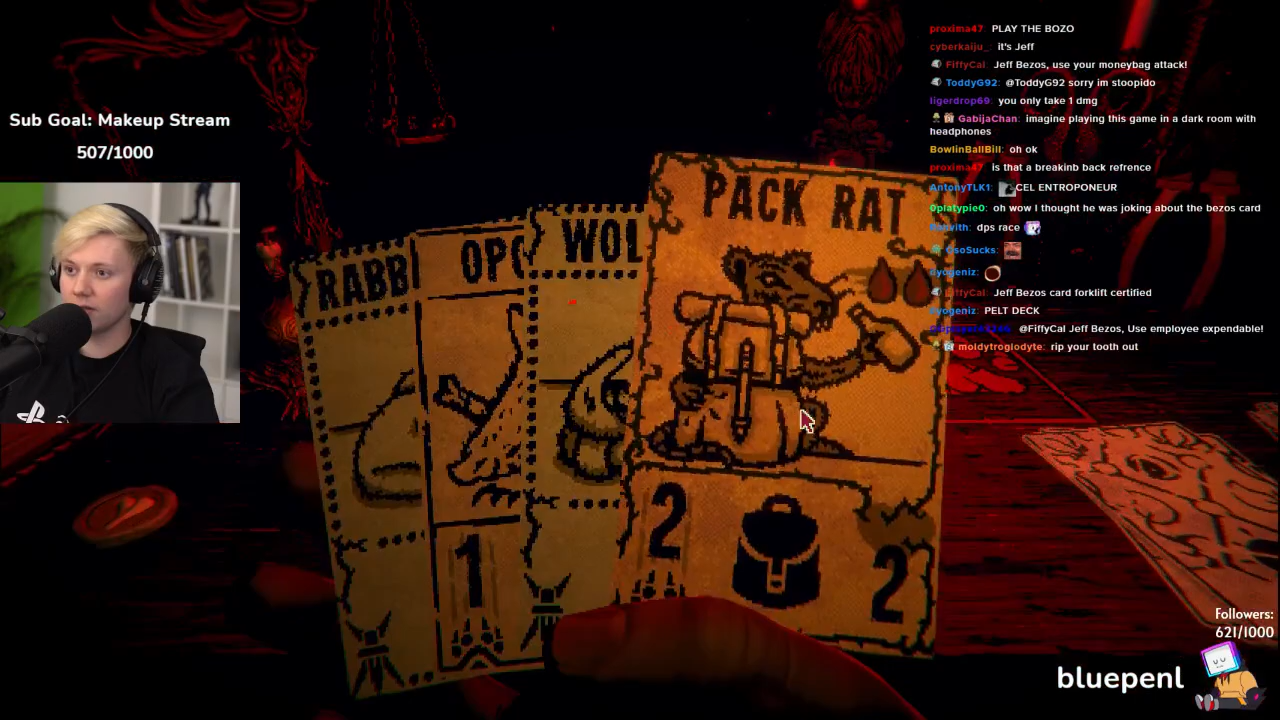 Sub Goal: Makeup Stream
507/1000
RABB
OPO
WOL
PACK RAT
1
2
2
proxima47: PLAY THE BOZO
cyberkaiju_: it's Jeff
FiffyCal: Jeff Bezos, use your moneybag attack!
ToddyG92: @ToddyG92 sorry im stoopido
ligerdrop69: you only take 1 dmg
GabijaChan: imagine playing this game in a dark room with
headphones
BowlinBallBill: oh ok
proxima47: is that a breakinb back refrence
AntonyTLK1: CEL ENTROPONEUR
0platypie0: oh wow I thought he was joking about the bezos card
dps race
OsoSucks:
dyogeniz:
FiffyCal: Jeff Bezos card forklift certified
dyogeniz: PELT DECK
@FiffyCal Jeff Bezos, Use employee expendable!
moldytroglodyte: rip your tooth out
Followers:
621/1000
bluepenl